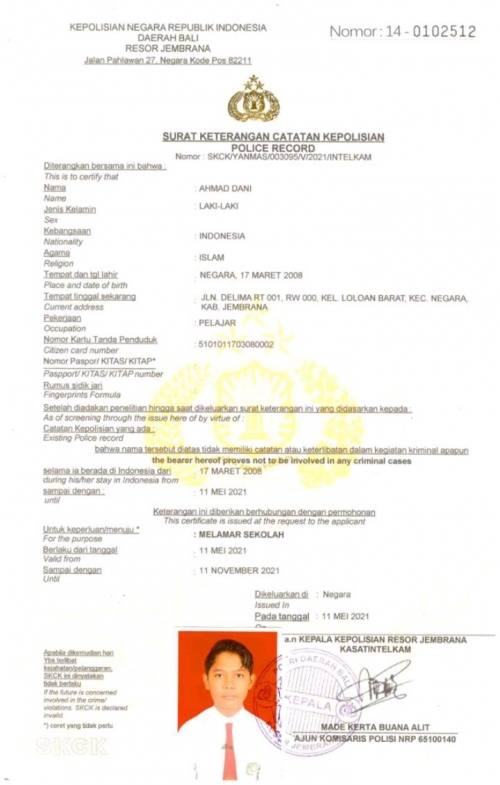 KEPOLISIAN NEGARA REPUBLIK INDONESIA
DAERAH BALI
RESOR JEMBRANA
Jalan Pahlawan 27, Negara Kode Pos 82211
Nomor : 14 - 0102512
SURAT KETERANGAN CATATAN KEPOLISIAN
POLICE RECORD
Nomor : SKCK/YANMAS/003095/V/2021/INTELKAM
Diterangkan bersama ini bahwa :
This is to certify that
Nama : AHMAD DANI
Name
Jenis Kelamin : LAKI-LAKI
Sex
Kebangsaan : INDONESIA
Nationality
Agama : ISLAM
Religion
Tempat dan tgl lahir : NEGARA, 17 MARET 2008
Place and date of birth
Tempat tinggal sekarang : JLN. DELIMA RT 001, RW 000, KEL. LOLOAN BARAT, KEC. NEGARA,
Current address KAB. JEMBRANA
Pekerjaan : PELAJAR
Occupation
Nomor Kartu Tanda Penduduk : 5101011703080002
Citizen card number
Nomor Paspor/ KITAS/ KITAP*
Paspport/ KITAS/ KITAP number
Rumus sidik jari
Fingerprints Formula
Setelah diadakan penelitian hingga saat dikeluarkan surat keterangan ini yang didasarkan kepada :
As of screening through the issue here of by virtue of :
Catatan Kepolisian yang ada :
Existing Police record
bahwa nama tersebut diatas tidak memiliki catatan atau keterlibatan dalam kegiatan kriminal apapun
the bearer hereof proves not to be involved in any criminal cases
selama ia berada di Indonesia dari : 17 MARET 2008
during his/her stay in Indonesia from
sampai dengan : : 11 MEI 2021
until
Keterangan ini diberikan berhubungan dengan permohonan
This certificate is issued at the request to the applicant
Untuk keperluan/menuju * : MELAMAR SEKOLAH
For the purpose
Berlaku dari tanggal : 11 MEI 2021
Valid from
Sampai dengan : 11 NOVEMBER 2021
Until
Dikeluarkan di : Negara
Issued In
Pada tanggal : 11 MEI 2021
On
a.n KEPALA KEPOLISIAN RESOR JEMBRANA
KASATINTELKAM
Apabila dikemudian hari
Ybs terlibat
kejahatan/pelanggaran,
SKCK ini dinyatakan
tidak berlaku
If the future is concerned
involved in the crime/
violations, SKCK is declared
invalid
*) coret yang tidak perlu
SKCK
RI DAERAH BALI
KEPALA
JEMBRANA
MADE KERTA BUANA ALIT
AJUN KOMISARIS POLISI NRP 65100140